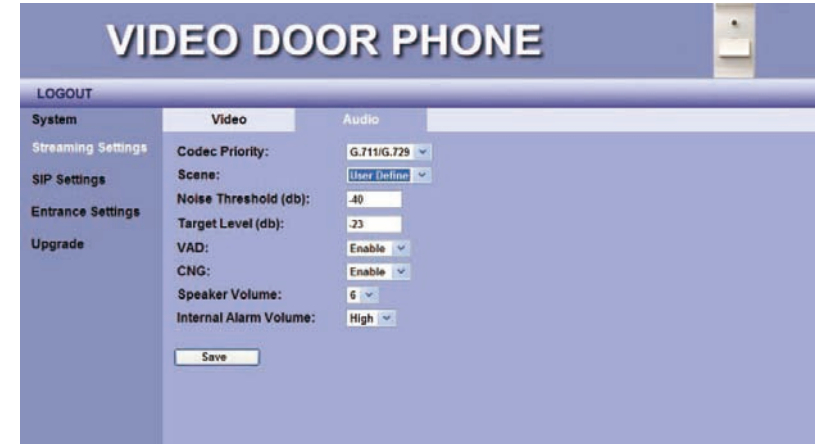 VIDEO DOOR PHONE
LOGOUT
System
Streaming Settings
SIP Settings
Entrance Settings
Upgrade
Video Audio
Codec Priority: G.711/G.729
Scene: User Define
Noise Threshold (db): -40
Target Level (db): -23
VAD: Enable
CNG: Enable
Speaker Volume: 6
Internal Alarm Volume: High
Save